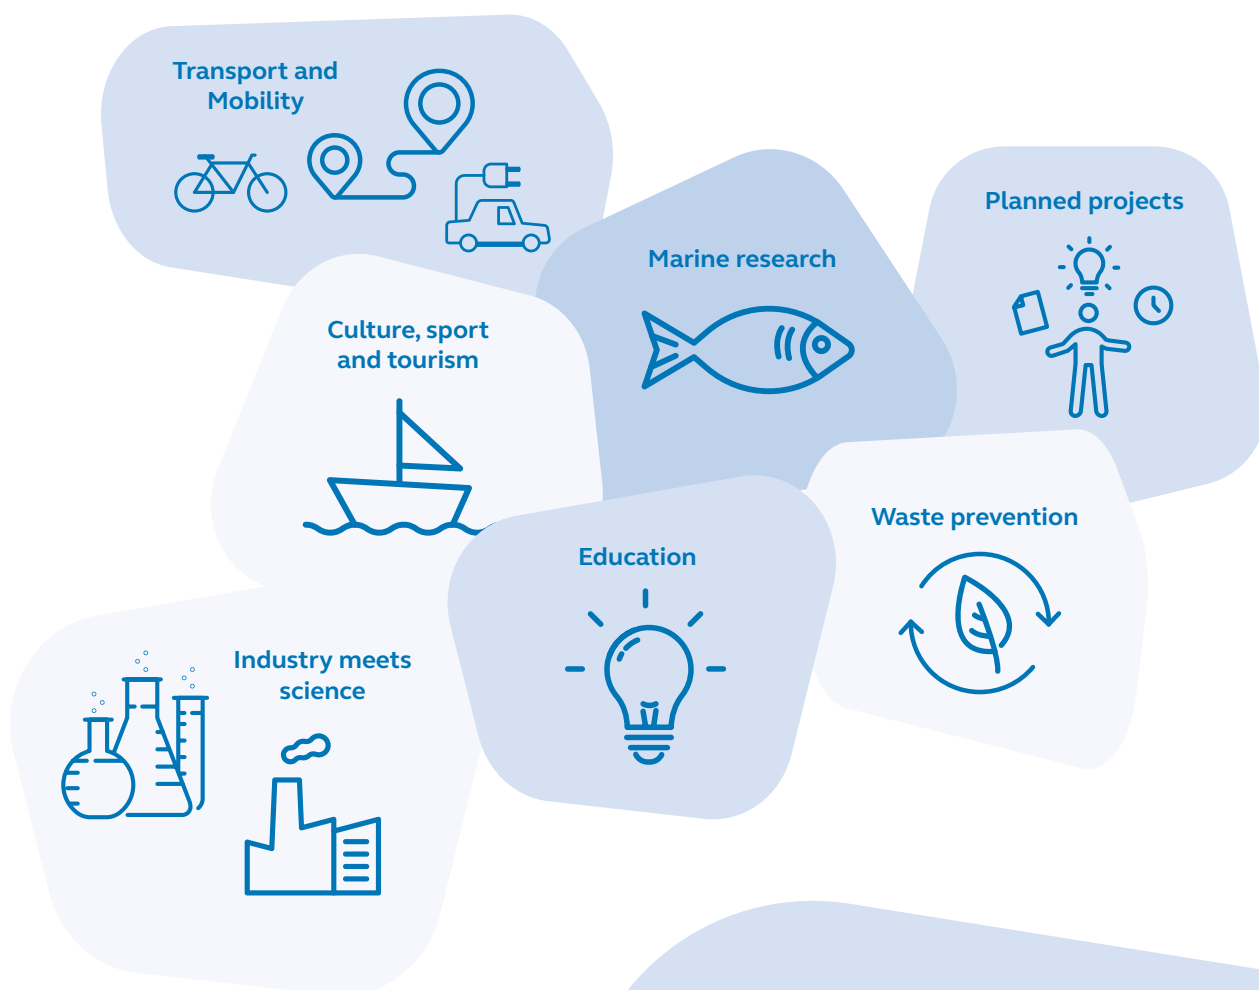 Transport and
Mobility
Planned projects
Marine research
Culture, sport
and tourism
Waste prevention
Education
Industry meets
science